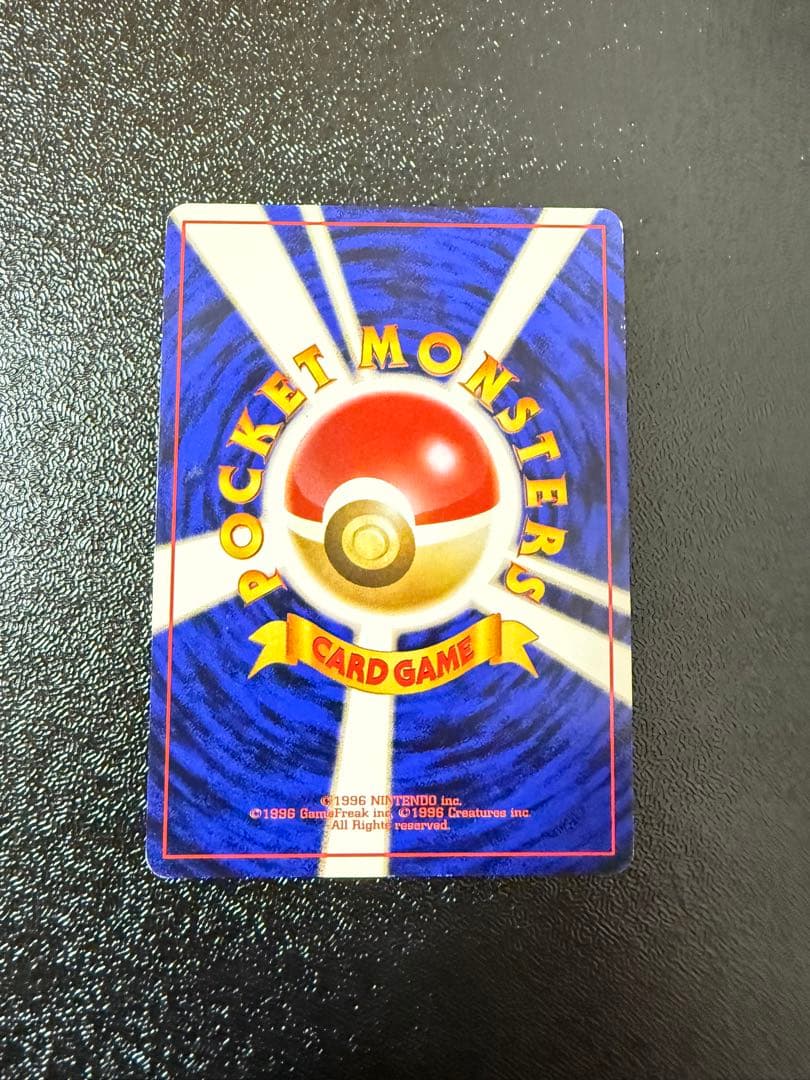 POCKET MONSTERS
CARD GAME
©1996 NINTENDO inc.
©1996 GameFreak inc. ©1996 Creatures inc.
All Rights reserved.